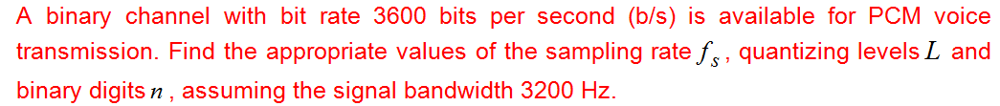 A binary channel with bit rate 3600 bits per second (b/s) is available for PCM voice
transmission. Find the appropriate values of the sampling rate fₛ, quantizing levels L and
binary digits n, assuming the signal bandwidth 3200 Hz.